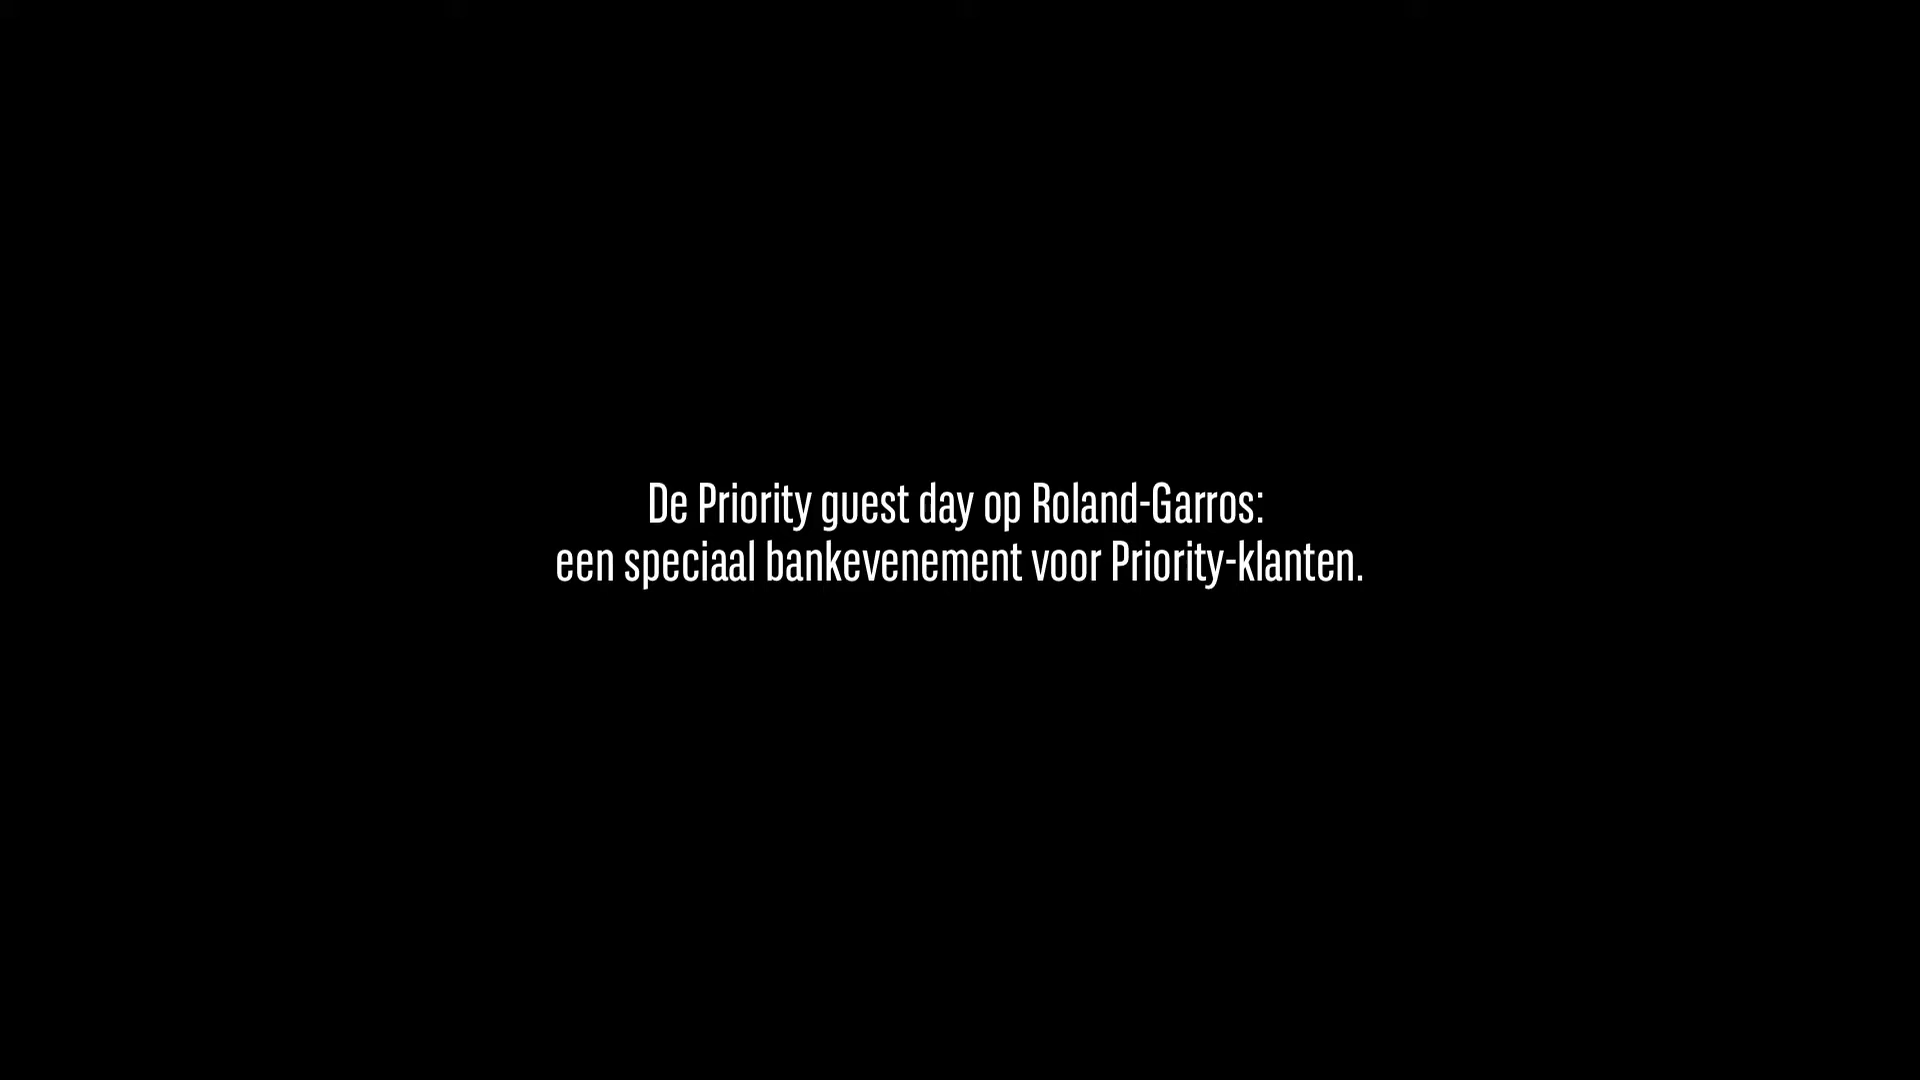 De Priority guest day op Roland-Garros:
een speciaal bankevenement voor Priority-klanten.